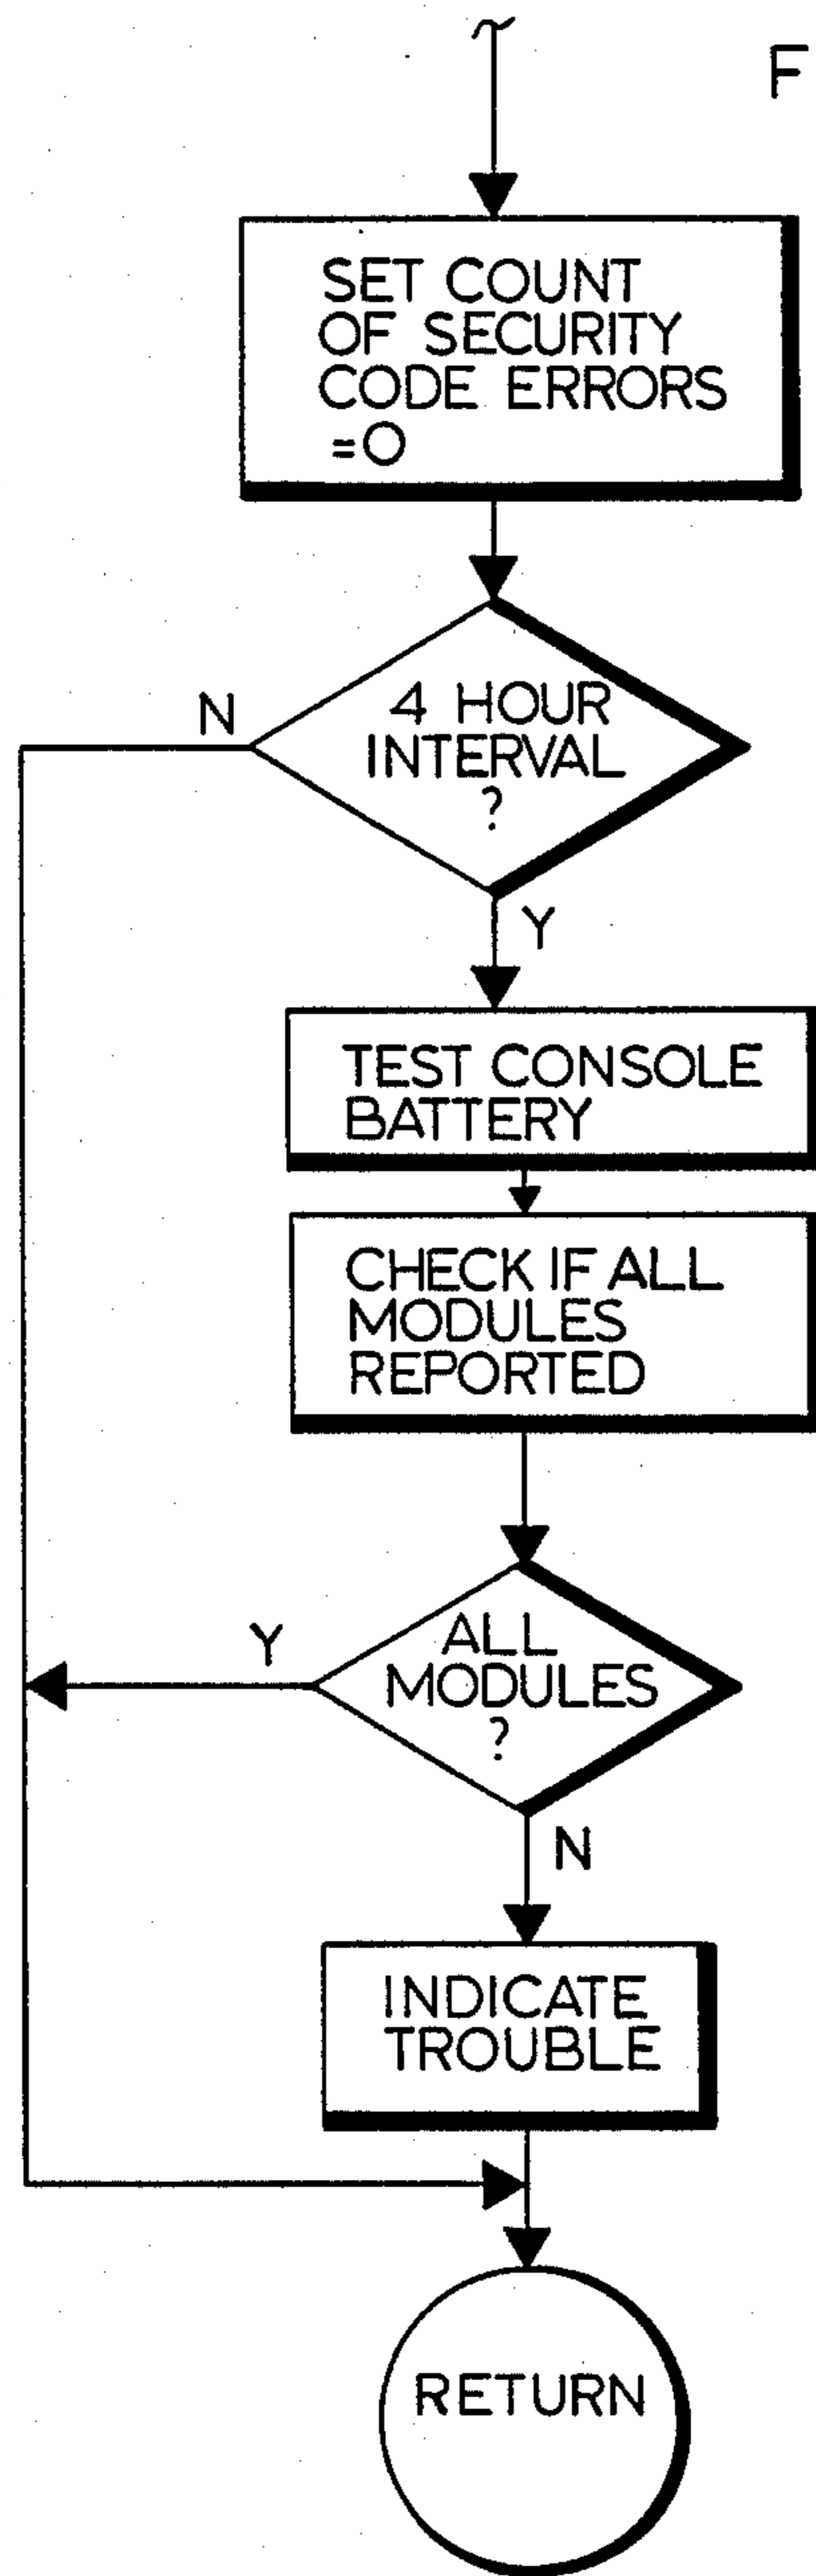 F
SET COUNT
OF SECURITY
CODE ERRORS
=0
4 HOUR
INTERVAL
?
N
Y
TEST CONSOLE
BATTERY
CHECK IF ALL
MODULES
REPORTED
ALL
MODULES
?
Y
N
INDICATE
TROUBLE
RETURN